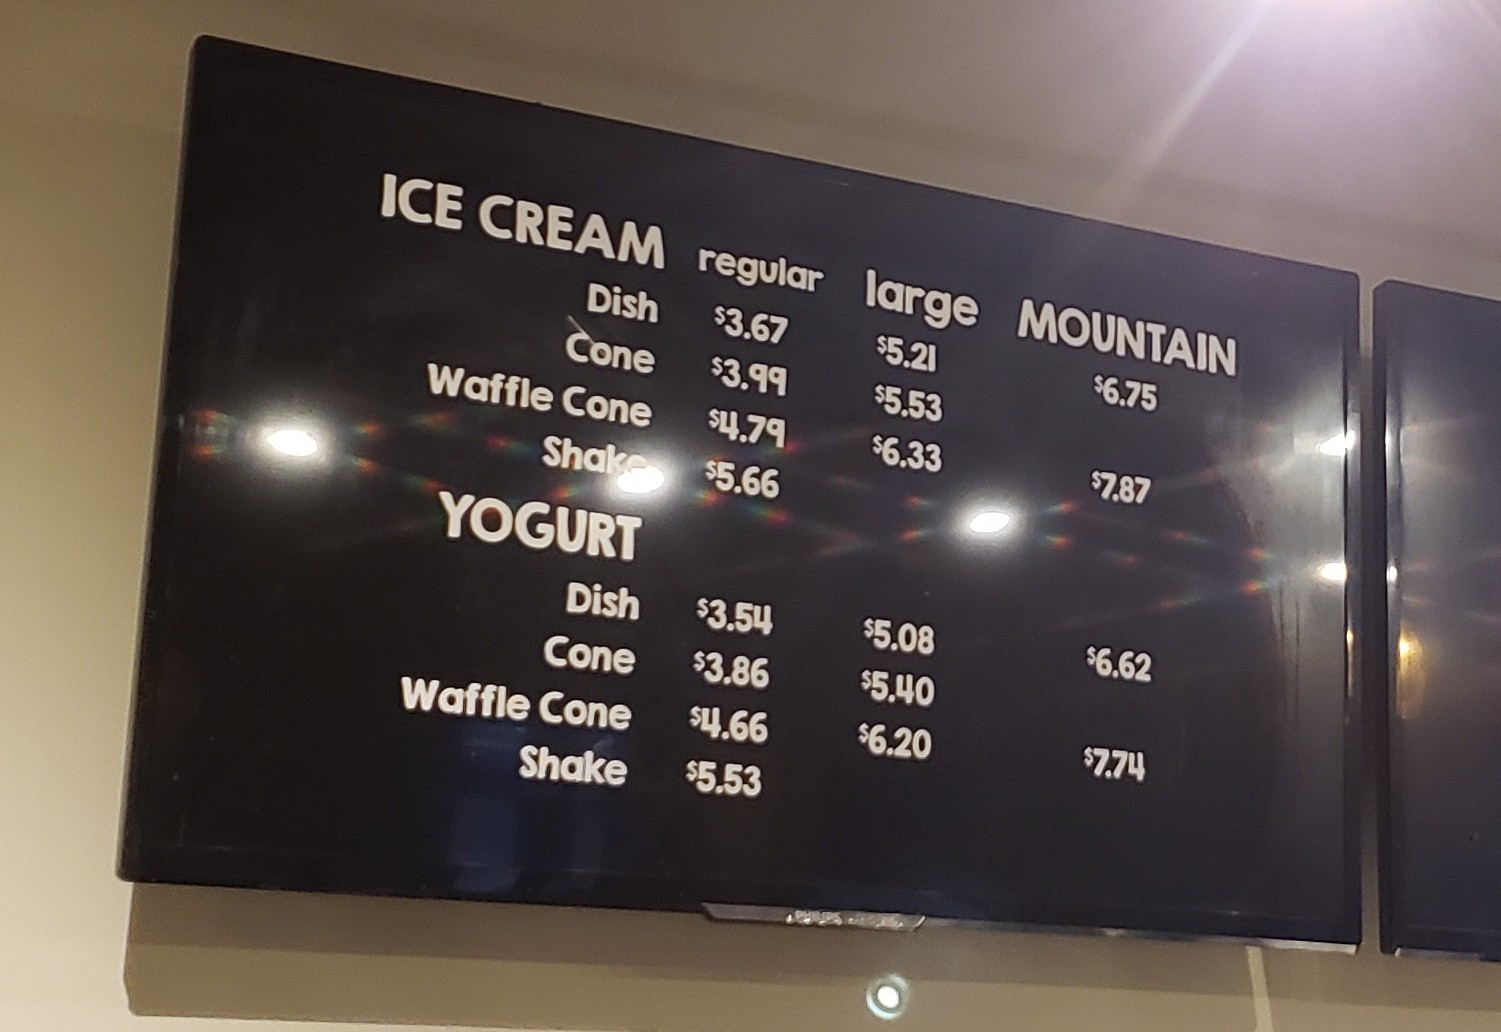 ICE CREAM regular large MOUNTAIN
Dish $3.67 $5.21 $6.75
Cone $3.99 $5.53
Waffle Cone $4.79 $6.33 $7.87
Shake $5.66
YOGURT
Dish $3.54 $5.08 $6.62
Cone $3.86 $5.40
Waffle Cone $4.66 $6.20 $7.74
Shake $5.53
PHILIPS